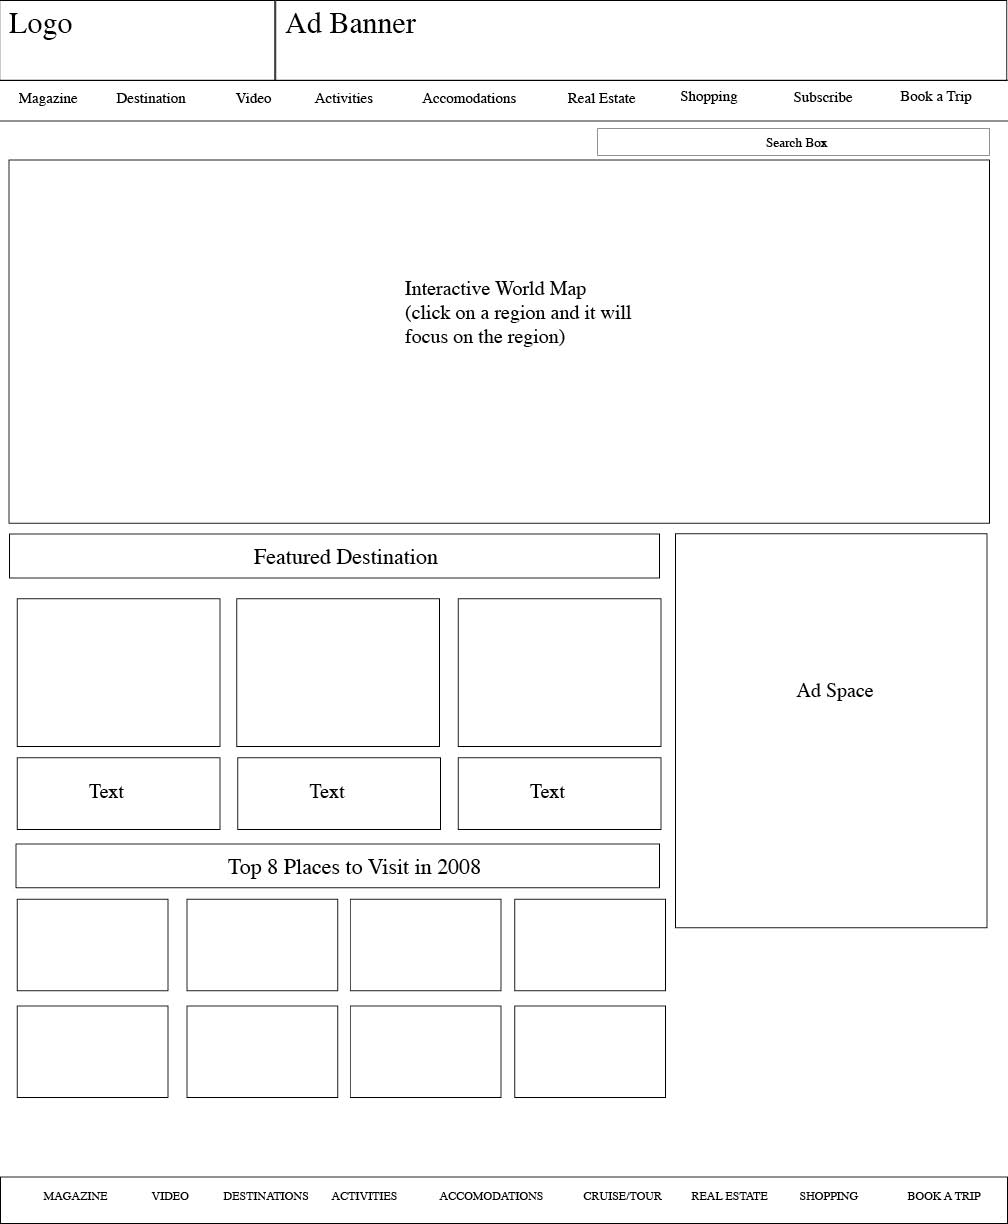 Logo
Ad Banner
Magazine Destination Video Activities Accomodations Real Estate Shopping Subscribe Book a Trip
Search Box
Interactive World Map
(click on a region and it will
focus on the region)
Featured Destination
Ad Space
Text Text Text
Top 8 Places to Visit in 2008
MAGAZINE VIDEO DESTINATIONS ACTIVITIES ACCOMODATIONS CRUISE/TOUR REAL ESTATE SHOPPING BOOK A TRIP